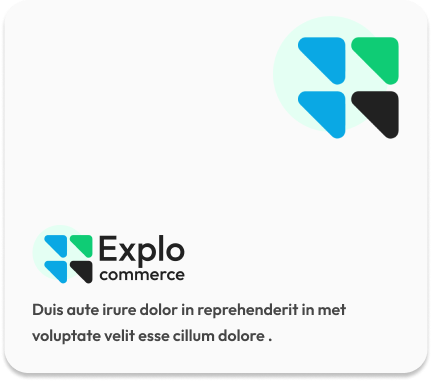 Explo
commerce
Duis aute irure dolor in reprehenderit in met
voluptate velit esse cillum dolore .